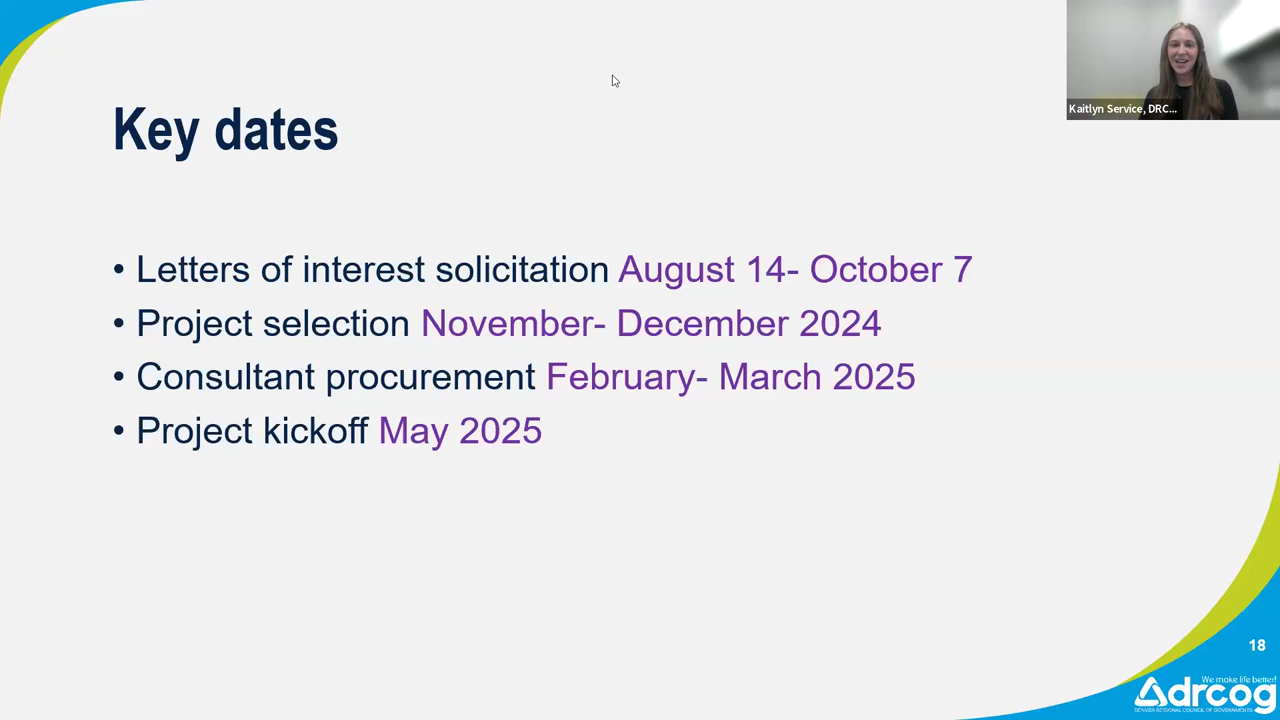 Kaitlyn Service, DRC...
Key dates
• Letters of interest solicitation August 14- October 7
• Project selection November- December 2024
• Consultant procurement February- March 2025
• Project kickoff May 2025
18
We make life better!
drcog
DENVER REGIONAL COUNCIL OF GOVERNMENTS